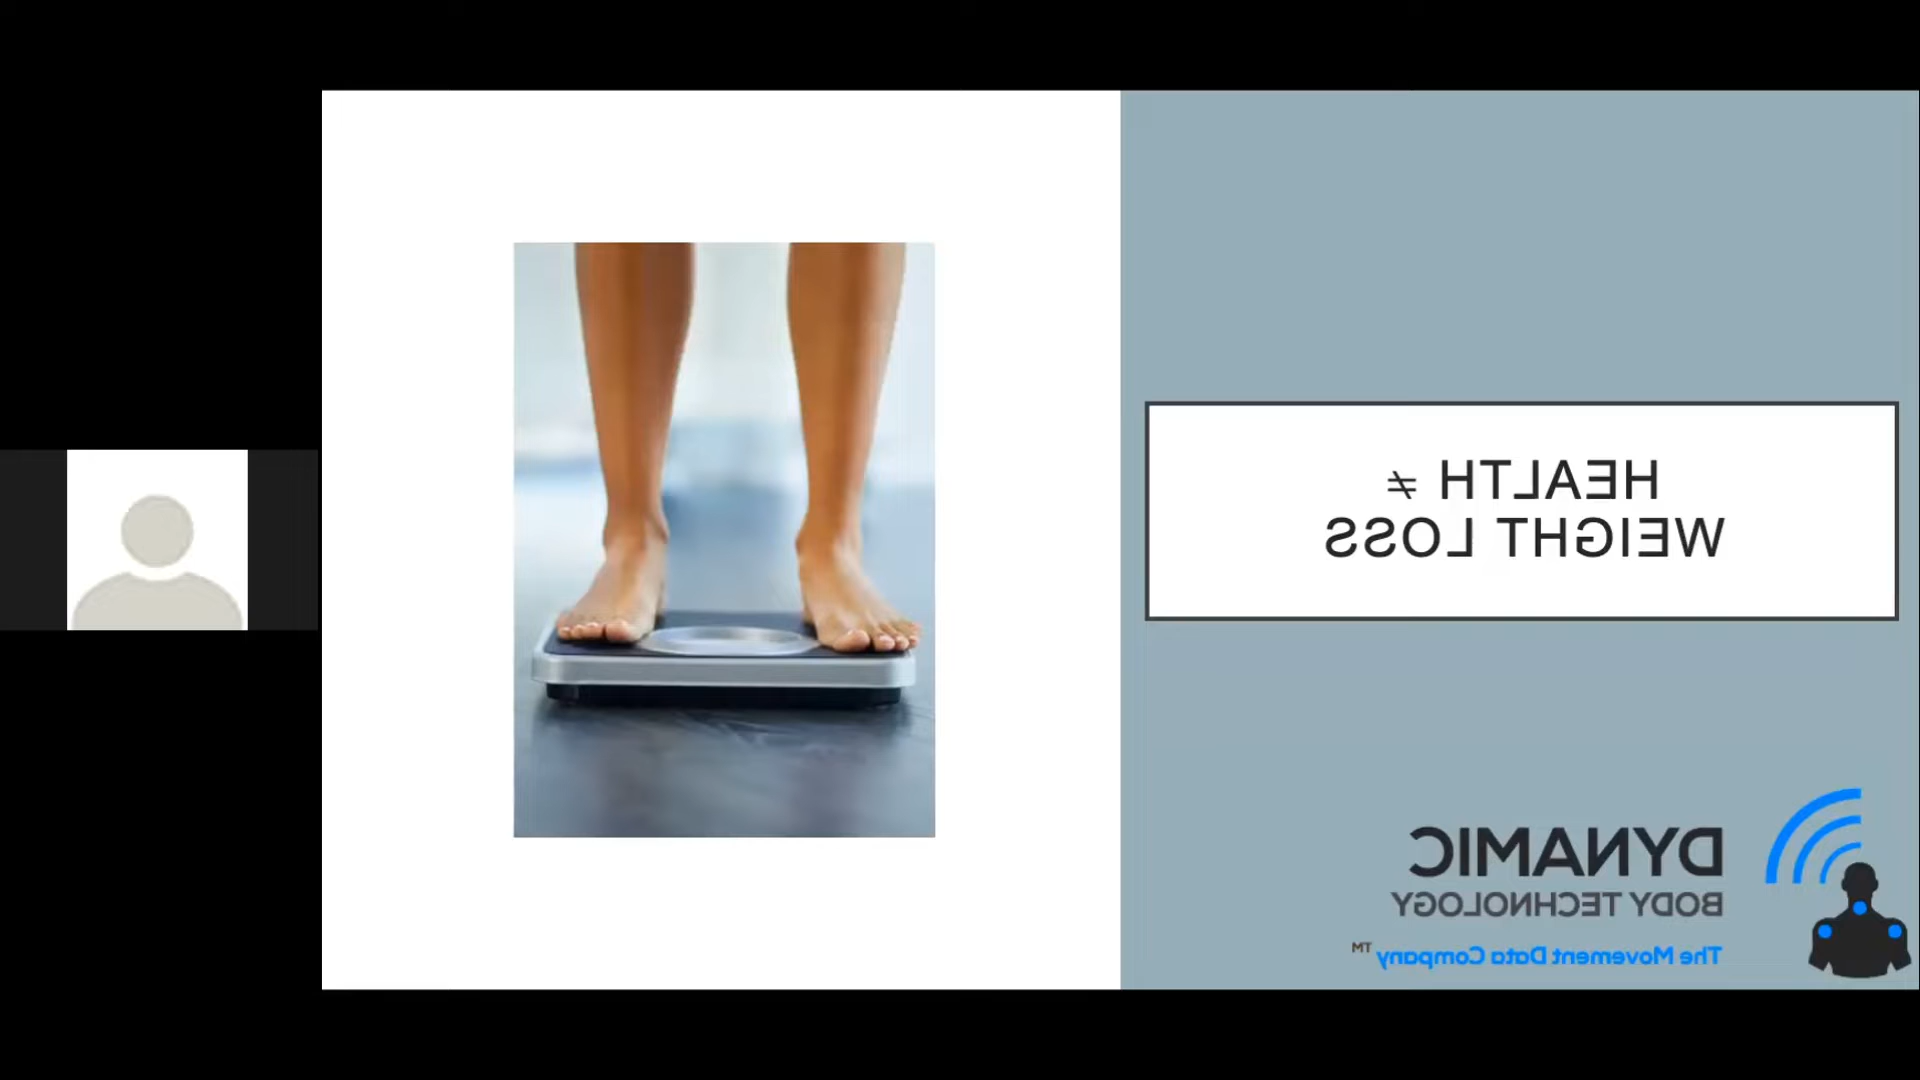 HEALTH ≠
WEIGHT LOSS
DYNAMIC
BODY TECHNOLOGY
The Movement Data Company™